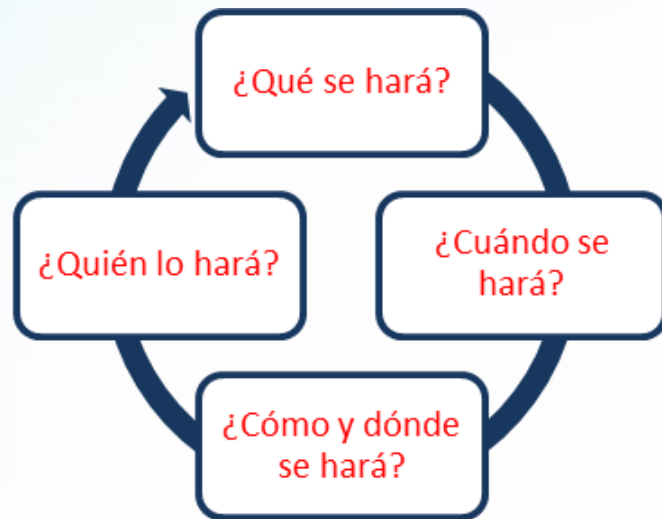 ¿Qué se hará?
¿Cuándo se
hará?
¿Cómo y dónde
se hará?
¿Quién lo hará?